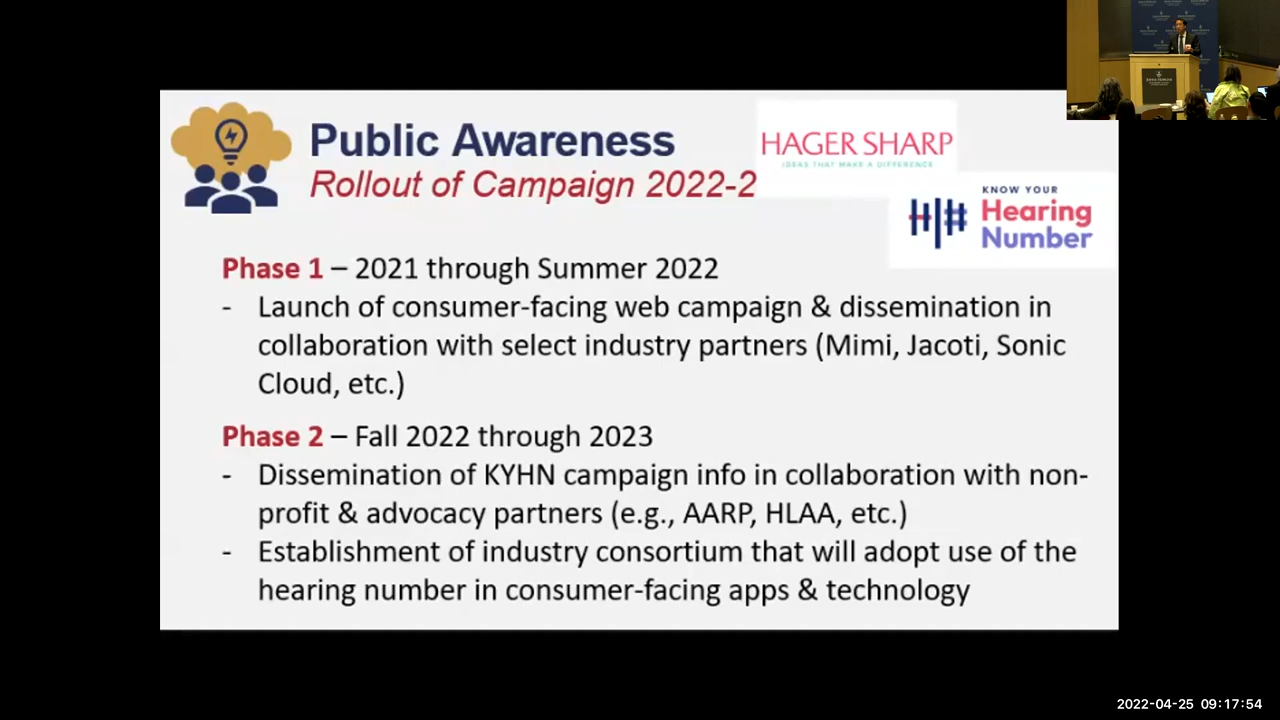 Public Awareness
Rollout of Campaign 2022-2
HAGER SHARP
IDEAS THAT MAKE A DIFFERENCE
KNOW YOUR
Hearing
Number
Phase 1 – 2021 through Summer 2022
- Launch of consumer-facing web campaign & dissemination in
collaboration with select industry partners (Mimi, Jacoti, Sonic
Cloud, etc.)
Phase 2 – Fall 2022 through 2023
- Dissemination of KYHN campaign info in collaboration with non-
profit & advocacy partners (e.g., AARP, HLAA, etc.)
- Establishment of industry consortium that will adopt use of the
hearing number in consumer-facing apps & technology
2022-04-25 09:17:54